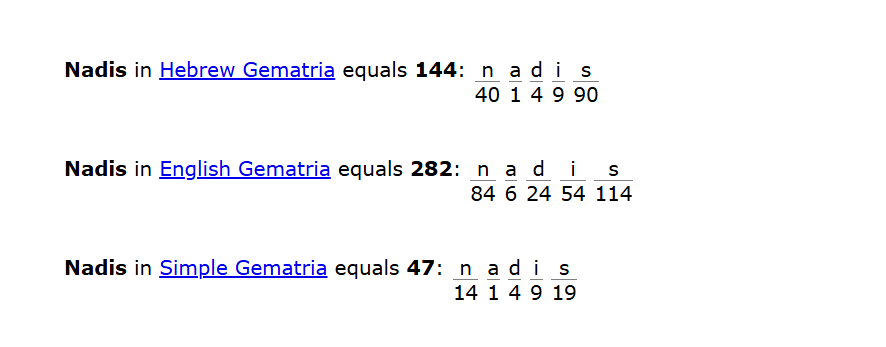 Nadis in Hebrew Gematria equals 144: n a d i s
40 1 4 9 90
Nadis in English Gematria equals 282: n a d i s
84 6 24 54 114
Nadis in Simple Gematria equals 47: n a d i s
14 1 4 9 19